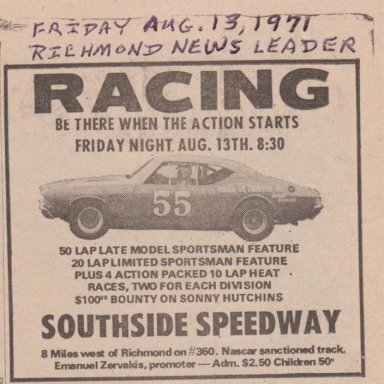 FRIDAY AUG. 13, 1971
RICHMOND NEWS LEADER
RACING
BE THERE WHEN THE ACTION STARTS
FRIDAY NIGHT, AUG. 13TH. 8:30
55
50 LAP LATE MODEL SPORTSMAN FEATURE
20 LAP LIMITED SPORTSMAN FEATURE
PLUS 4 ACTION PACKED 10 LAP HEAT
RACES, TWO FOR EACH DIVISION
$100⁰⁰ BOUNTY ON SONNY HUTCHINS
SOUTHSIDE SPEEDWAY
8 Miles west of Richmond on #360. Nascar sanctioned track.
Emanuel Zervakis, promoter — Adm. $2.50 Children 50¢